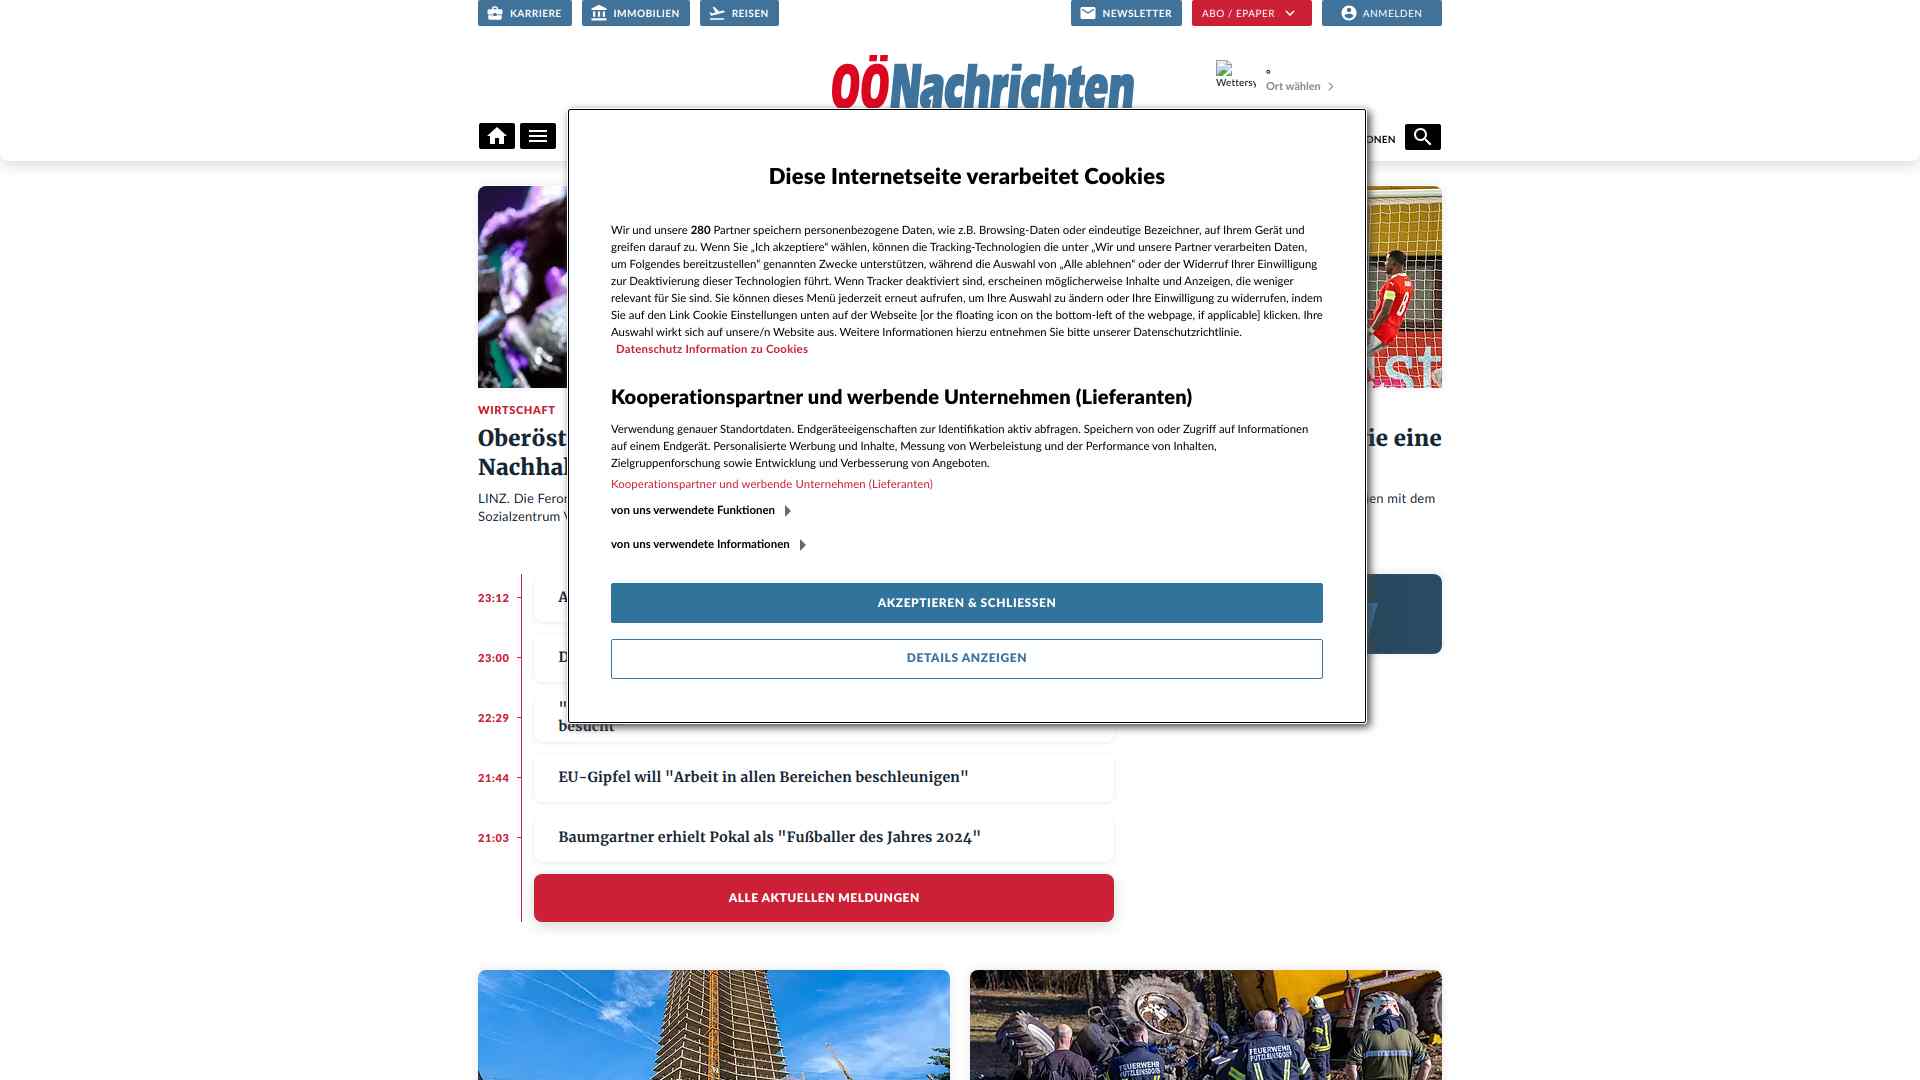 KARRIERE
IMMOBILIEN
REISEN
NEWSLETTER
ABO / EPAPER
ANMELDEN
OÖNachrichten
Wettersy
°
Ort wählen
ONEN
Diese Internetseite verarbeitet Cookies
Wir und unsere 280 Partner speichern personenbezogene Daten, wie z.B. Browsing-Daten oder eindeutige Bezeichner, auf Ihrem Gerät und
greifen darauf zu. Wenn Sie „Ich akzeptiere“ wählen, können die Tracking-Technologien die unter „Wir und unsere Partner verarbeiten Daten,
um Folgendes bereitzustellen“ genannten Zwecke unterstützen, während die Auswahl von „Alle ablehnen“ oder der Widerruf Ihrer Einwilligung
zur Deaktivierung dieser Technologien führt. Wenn Tracker deaktiviert sind, erscheinen möglicherweise Inhalte und Anzeigen, die weniger
relevant für Sie sind. Sie können dieses Menü jederzeit erneut aufrufen, um Ihre Auswahl zu ändern oder Ihre Einwilligung zu widerrufen, indem
Sie auf den Link Cookie Einstellungen unten auf der Webseite [or the floating icon on the bottom-left of the webpage, if applicable] klicken. Ihre
Auswahl wirkt sich auf unsere/n Website aus. Weitere Informationen hierzu entnehmen Sie bitte unserer Datenschutzrichtlinie.
Datenschutz Information zu Cookies
Kooperationspartner und werbende Unternehmen (Lieferanten)
Verwendung genauer Standortdaten. Endgeräteeigenschaften zur Identifikation aktiv abfragen. Speichern von oder Zugriff auf Informationen
auf einem Endgerät. Personalisierte Werbung und Inhalte, Messung von Werbeleistung und der Performance von Inhalten,
Zielgruppenforschung sowie Entwicklung und Verbesserung von Angeboten.
Kooperationspartner und werbende Unternehmen (Lieferanten)
von uns verwendete Funktionen
von uns verwendete Informationen
AKZEPTIEREN & SCHLIESSEN
DETAILS ANZEIGEN
8
WIRTSCHAFT
Oberöst
Nachhal
LINZ. Die Feron
Sozialzentrum V
ie eine
en mit dem
23:12
A
23:00
D
22:29
"
besucht
21:44
EU-Gipfel will "Arbeit in allen Bereichen beschleunigen"
21:03
Baumgartner erhielt Pokal als "Fußballer des Jahres 2024"
ALLE AKTUELLEN MELDUNGEN
FEUERWEHR
PUTZLEINSDORF
FEUERWEHR
PUTZLEINSDORF